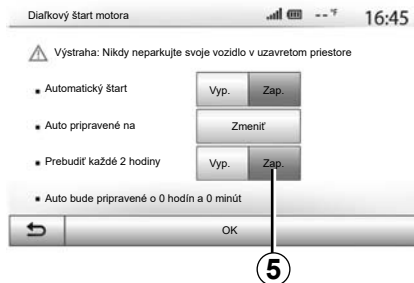 Diaľkový štart motora
--°F 16:45
Výstraha: Nikdy neparkujte svoje vozidlo v uzavretom priestore
Automatický štart Vyp. Zap.
Auto pripravené na Zmeniť
Prebudiť každé 2 hodiny Vyp. Zap.
Auto bude pripravené o 0 hodín a 0 minút
OK
5